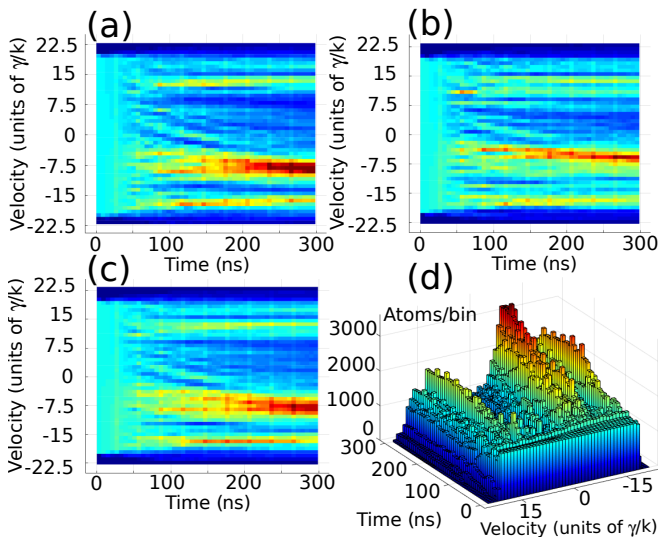 (a)
Velocity (units of γ/k)
22.5
15
7.5
0
-7.5
-15
-22.5
0 100 200 300
Time (ns)
(b)
Velocity (units of γ/k)
22.5
15
7.5
0
-7.5
-15
-22.5
0 100 200 300
Time (ns)
(c)
Velocity (units of γ/k)
22.5
15
7.5
0
-7.5
-15
-22.5
0 100 200 300
Time (ns)
(d)
Atoms/bin
3000
2000
1000
0
300
200
100
0
Time (ns)
15 0 -15
Velocity (units of γ/k)